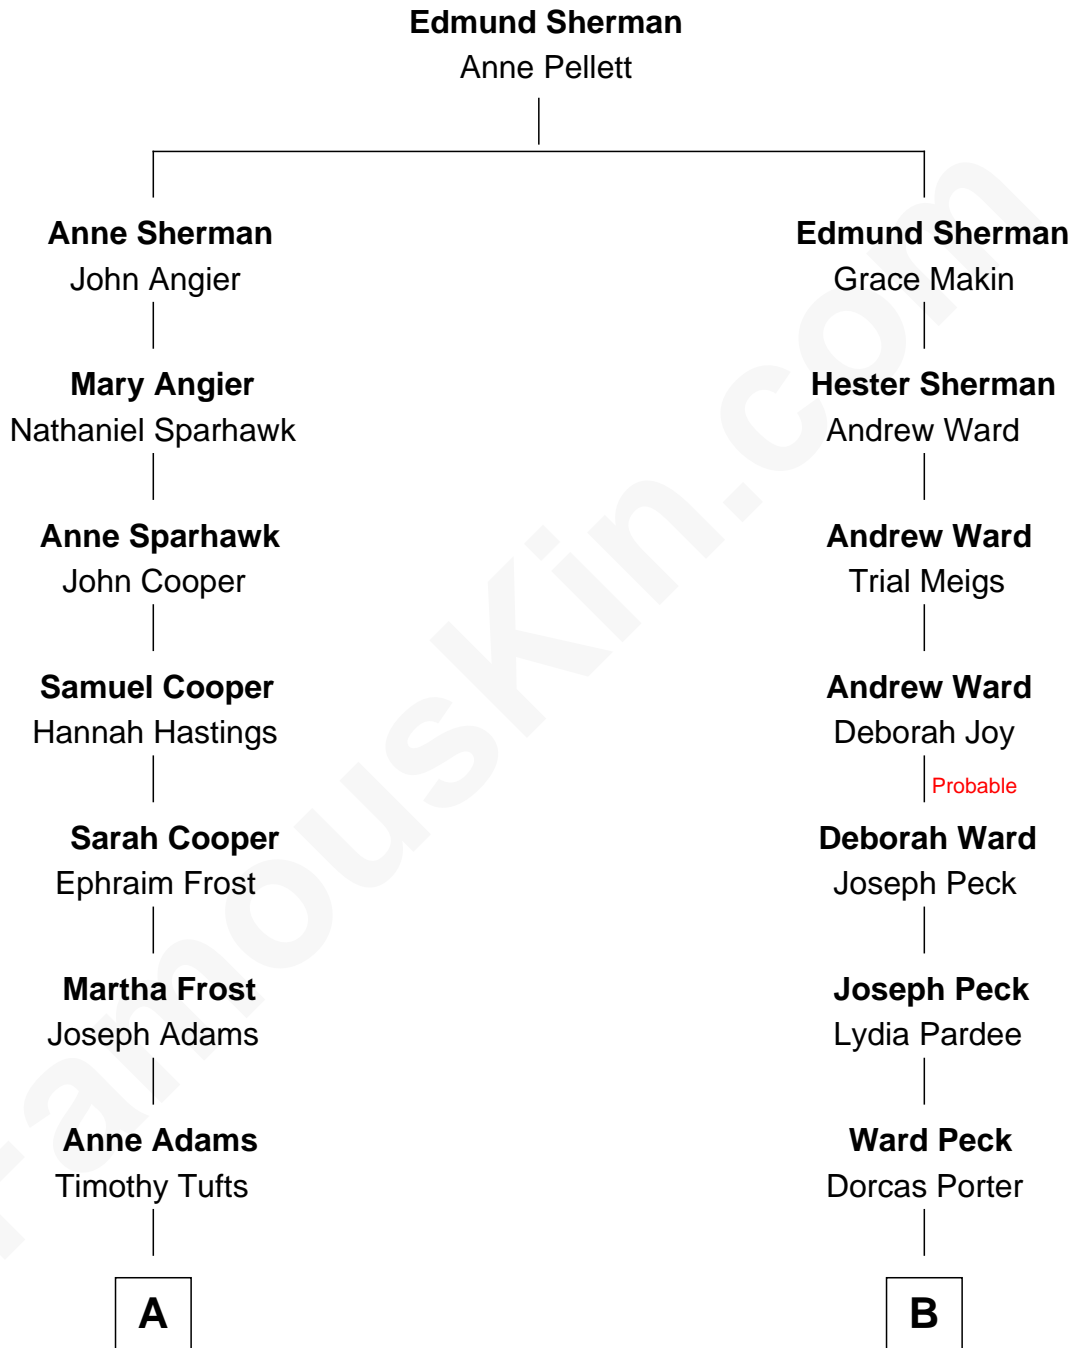 Edmund Sherman
Anne Pellett
Anne Sherman
John Angier
Mary Angier
Nathaniel Sparhawk
Anne Sparhawk
John Cooper
Samuel Cooper
Hannah Hastings
Sarah Cooper
Ephraim Frost
Martha Frost
Joseph Adams
Anne Adams
Timothy Tufts
A
Edmund Sherman
Grace Makin
Hester Sherman
Andrew Ward
Andrew Ward
Trial Meigs
Andrew Ward
Deborah Joy
Probable
Deborah Ward
Joseph Peck
Joseph Peck
Lydia Pardee
Ward Peck
Dorcas Porter
B
FamousKin.com